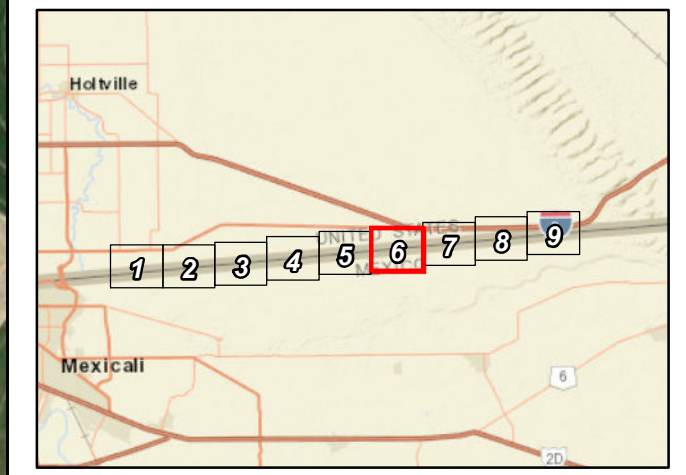 Holtville
UNITED STATES
1 2 3 4 5 6 7 8 9
MEXICO
Mexicali
6
2D